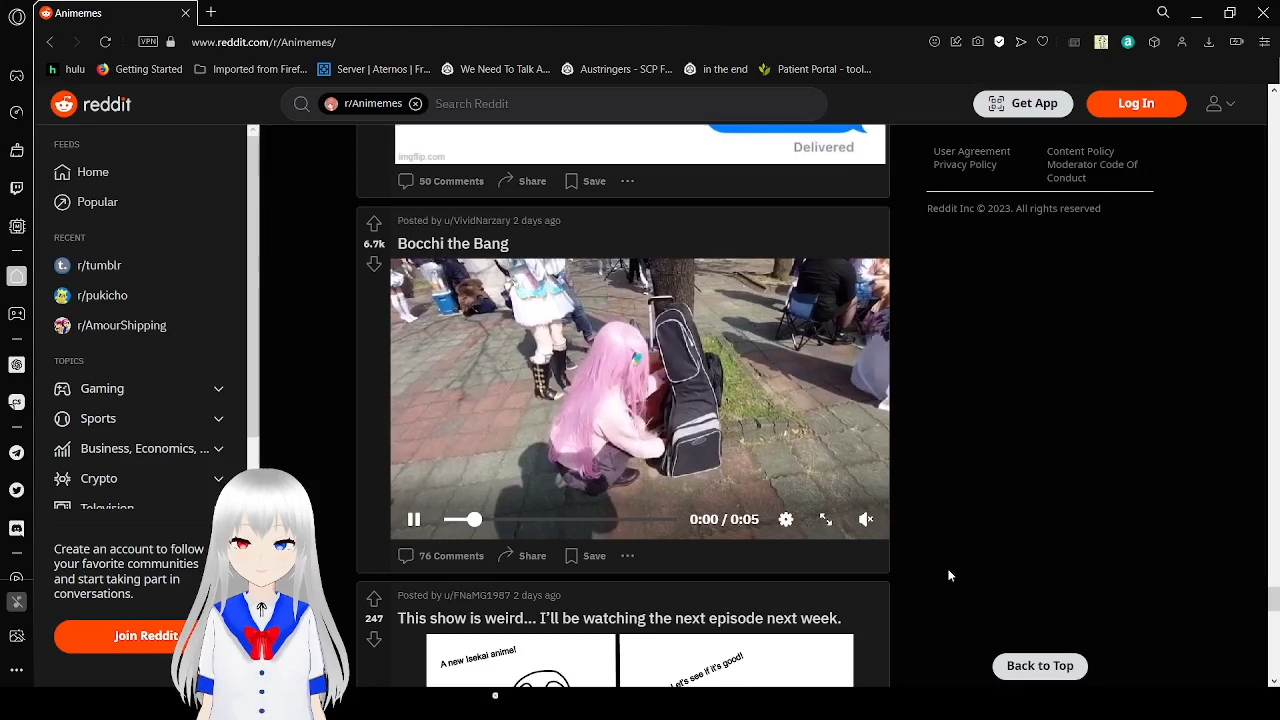 Animemes
VPN
www.reddit.com/r/Animemes/
hulu
Getting Started
Imported from Firef...
Server | Aternos | Fr...
We Need To Talk A...
Austringers - SCP F...
in the end
Patient Portal - tool...
reddit
r/Animemes
Search Reddit
Get App
Log In
FEEDS
Home
Popular
RECENT
r/tumblr
r/pukicho
r/AmourShipping
TOPICS
Gaming
Sports
Business, Economics, ...
Crypto
Television
Create an account to follow
your favorite communities
and start taking part in
conversations.
Join Reddit
Delivered
imgflip.com
50 Comments
Share
Save
Posted by u/VividNarzary 2 days ago
6.7k
Bocchi the Bang
0:00 / 0:05
76 Comments
Share
Save
Posted by u/FNaMG1987 2 days ago
247
This show is weird... I'll be watching the next episode next week.
A new Isekai anime!
Let's see if it's good!
User Agreement
Privacy Policy
Content Policy
Moderator Code Of
Conduct
Reddit Inc © 2023. All rights reserved
Back to Top